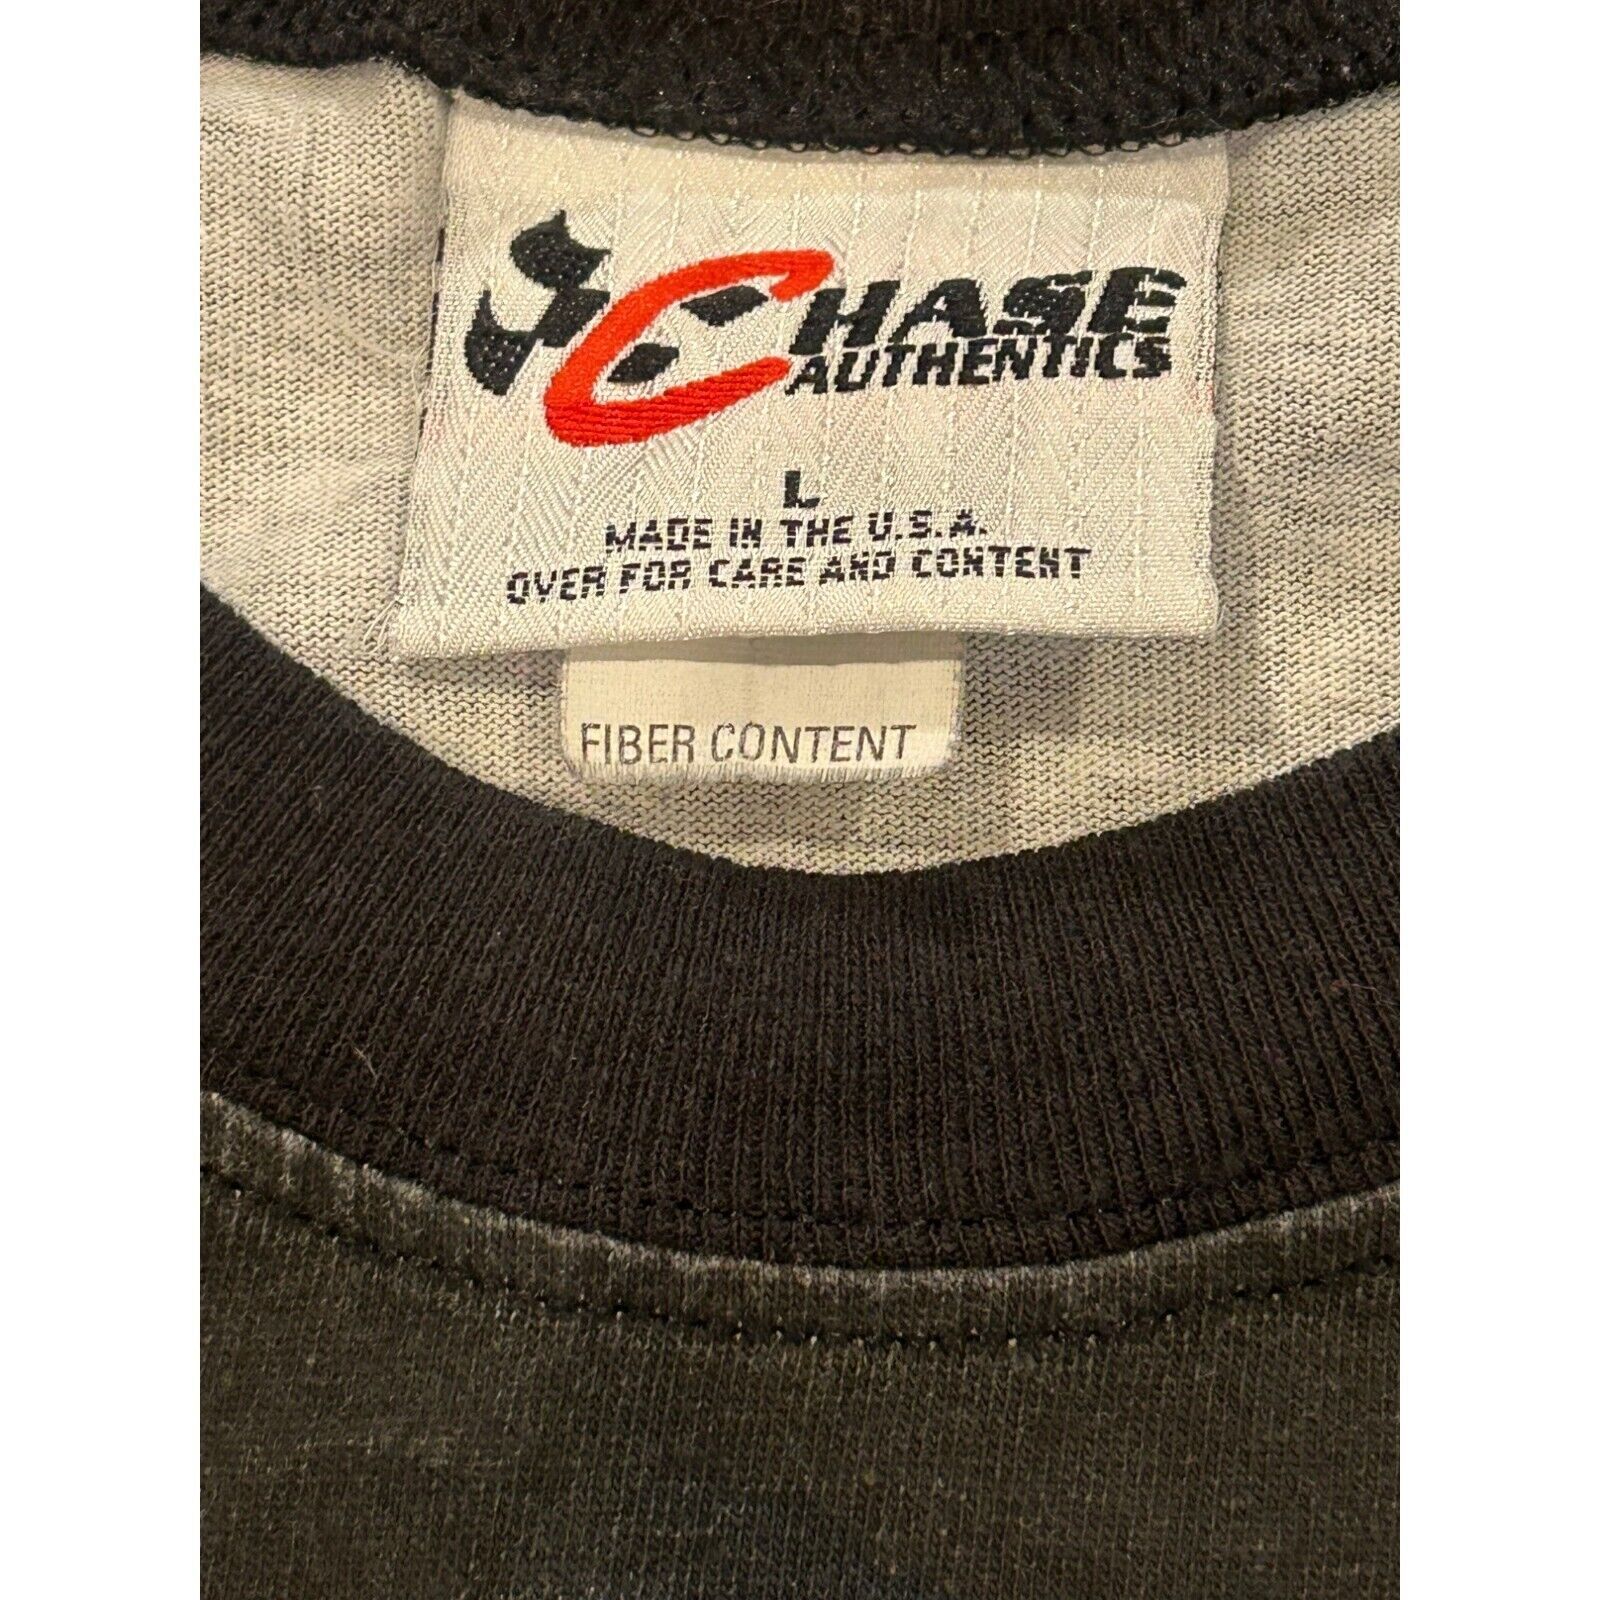 CHASE
AUTHENTICS
L
MADE IN THE U.S.A.
OVER FOR CARE AND CONTENT
FIBER CONTENT